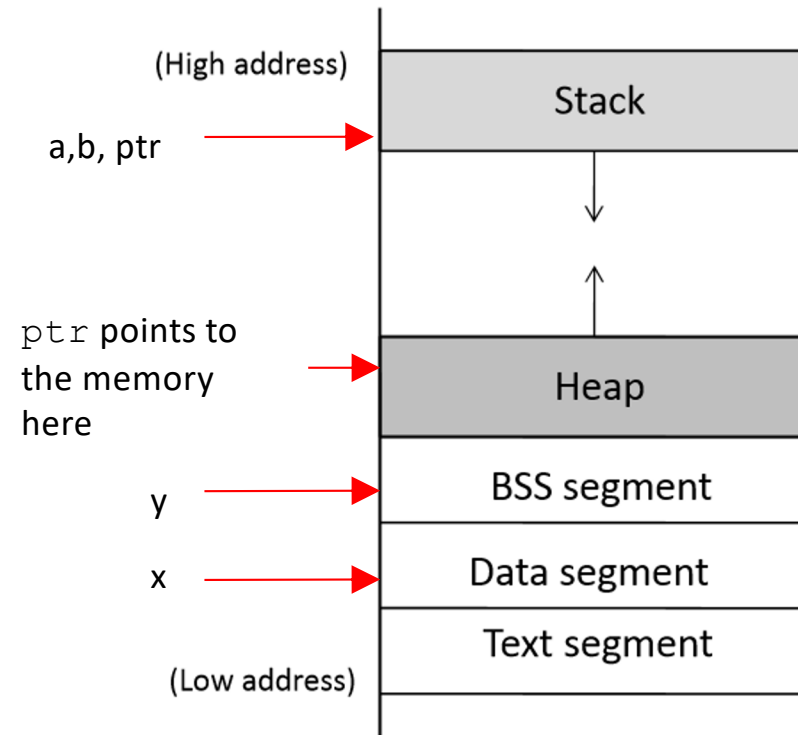 (High address)
Stack
a,b, ptr
ptr points to
the memory
here
Heap
BSS segment
y
Data segment
x
Text segment
(Low address)